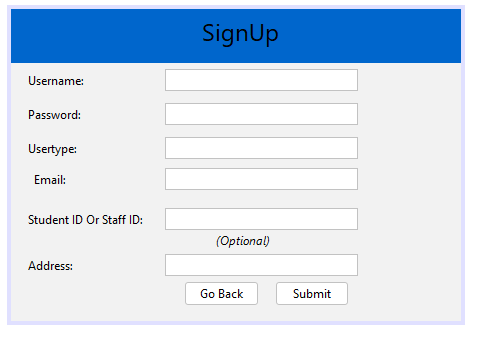 SignUp
Username:
Password:
Usertype:
Email:
Student ID Or Staff ID:
(Optional)
Address:
Go Back Submit